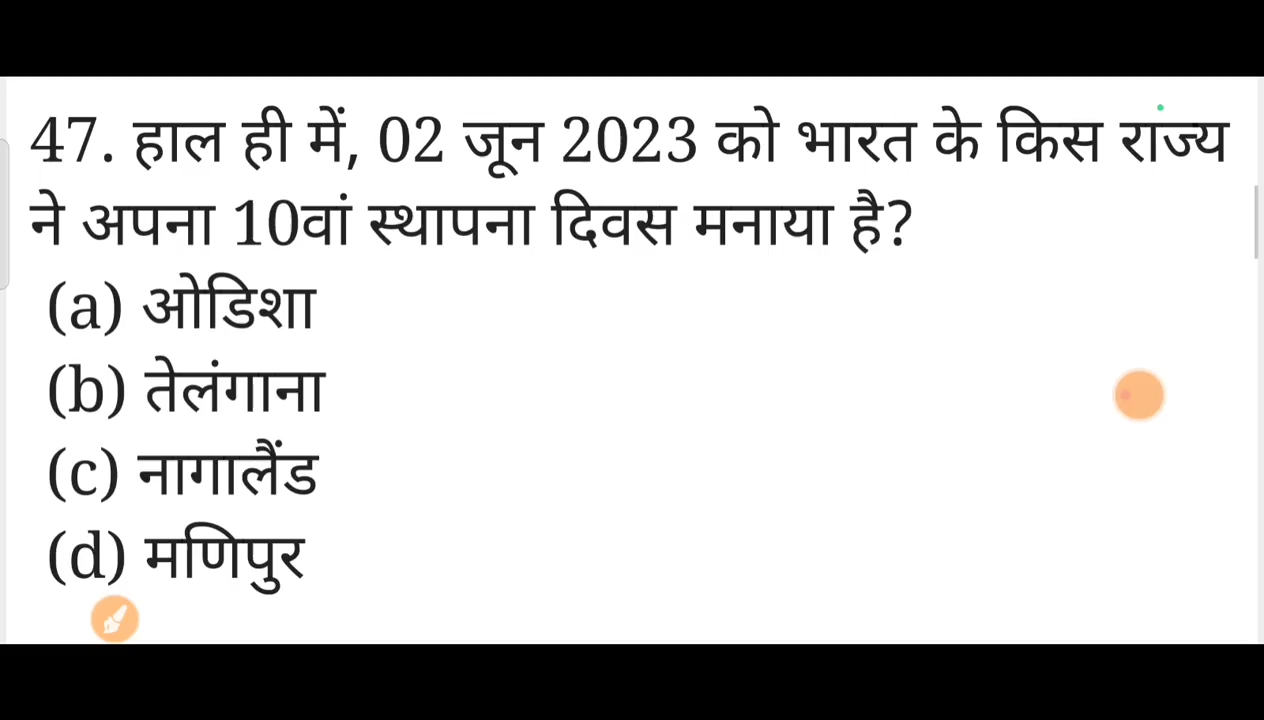 47. हाल ही में, 02 जून 2023 को भारत के किस राज्य
ने अपना 10वां स्थापना दिवस मनाया है?
(a) ओडिशा
(b) तेलंगाना
(c) नागालैंड
(d) मणिपुर